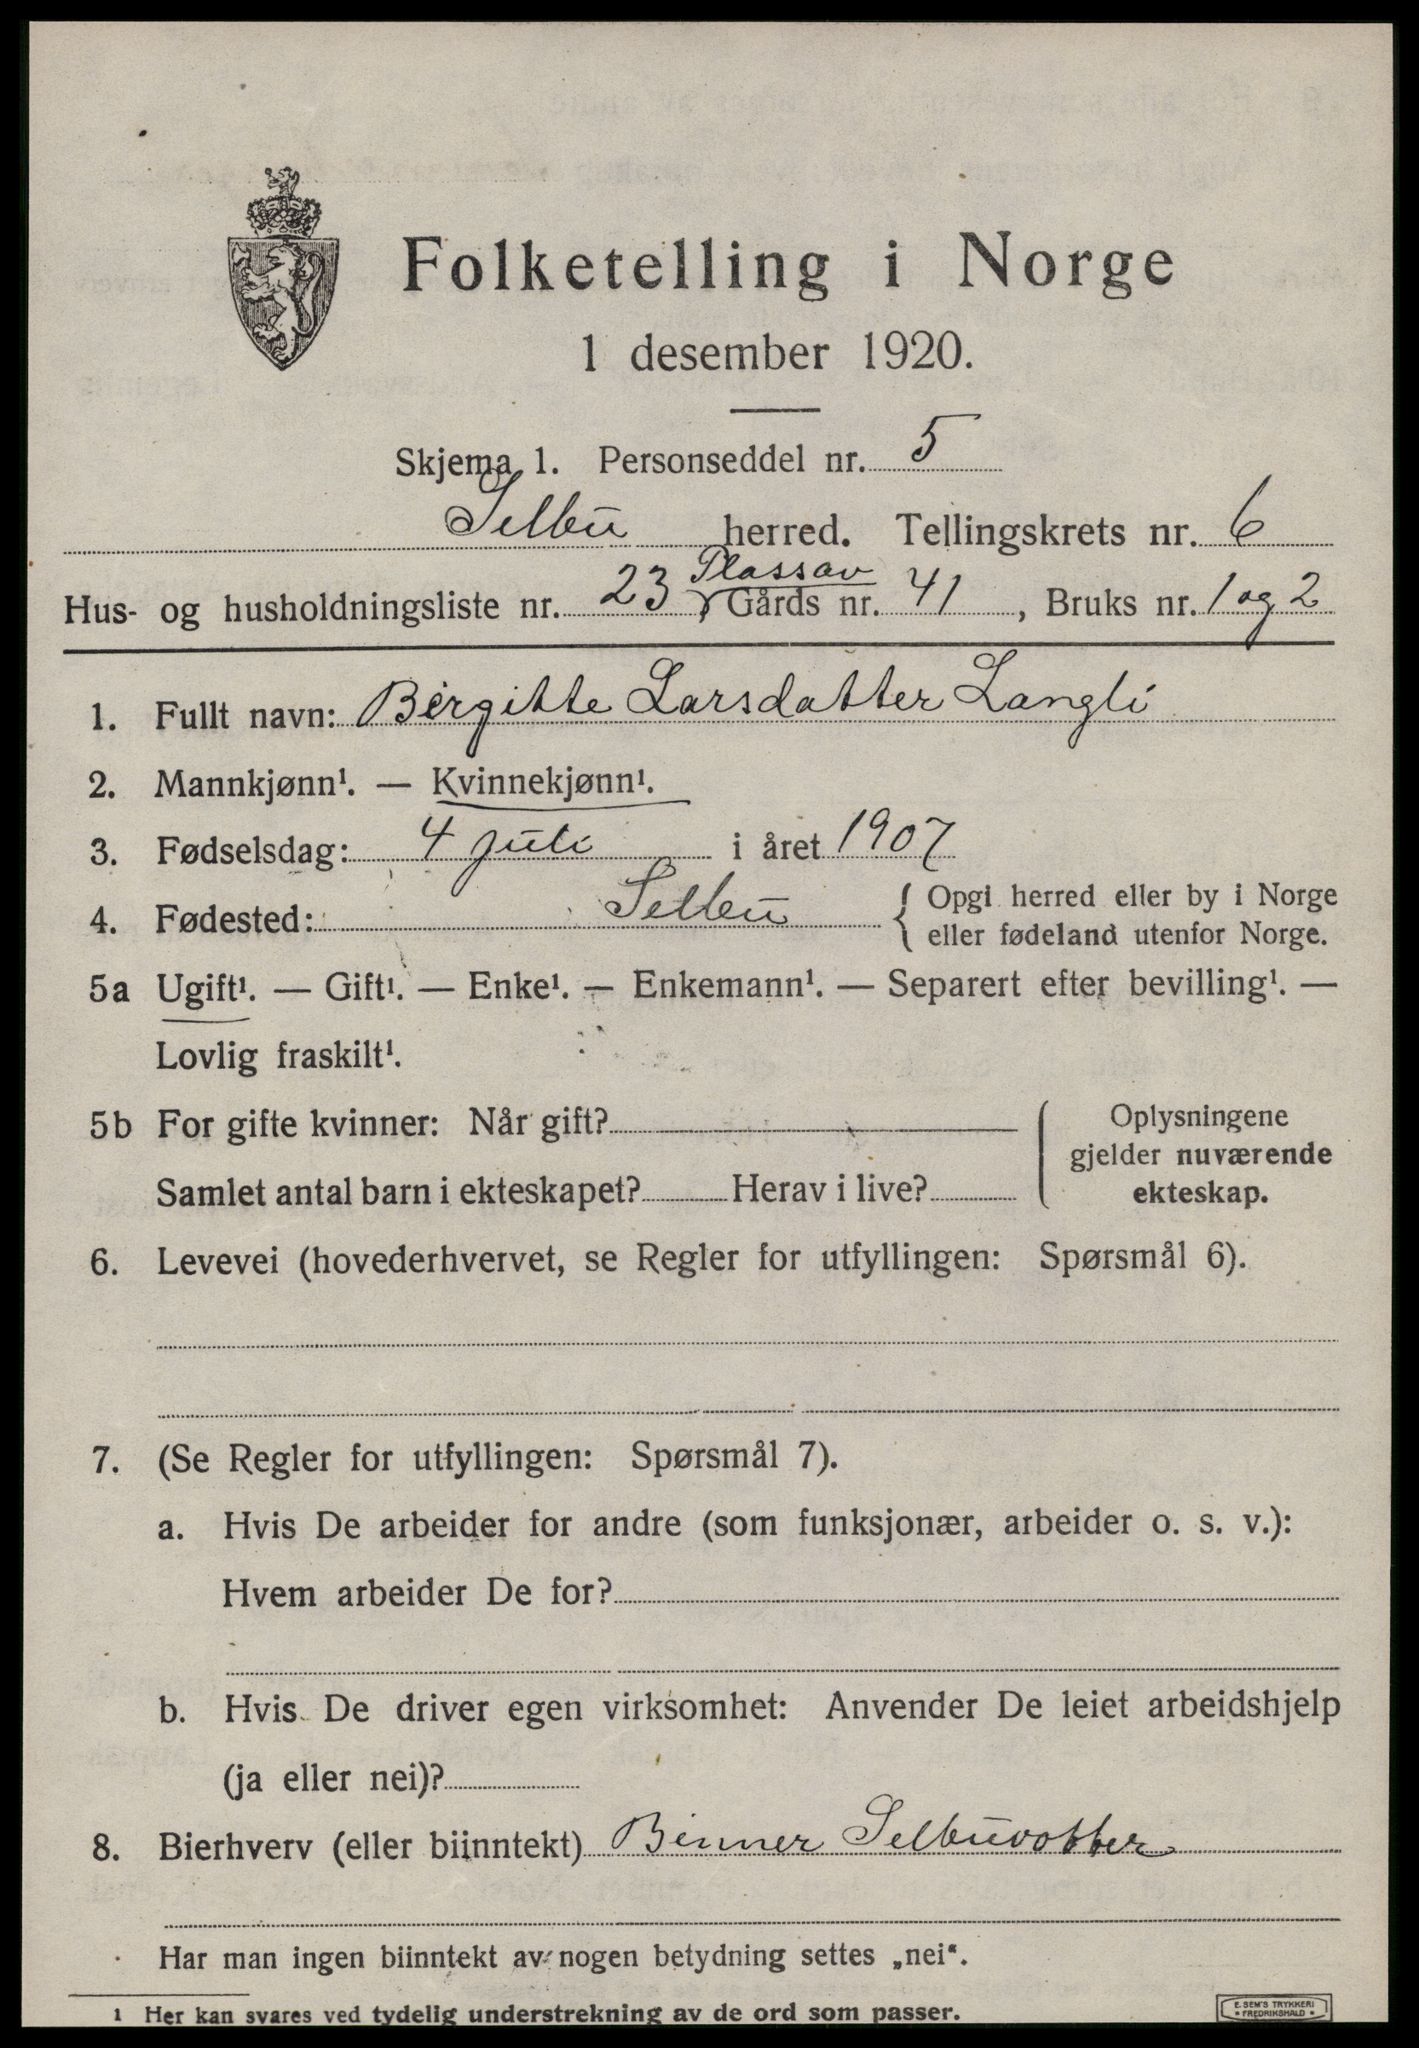 Folketelling i Norge
1 desember 1920.
Skjema 1. Personseddel nr. 5
Selbu herred. Tellingskrets nr. 6
Plassav
Hus- og husholdningsliste nr. 23 Gårds nr. 41, Bruks nr. 1 og 2
1. Fullt navn: Birgitte Larsdatter Langli
2. Mannkjønn¹. — Kvinnekjønn¹.
3. Fødselsdag: 4 juli i året 1907
4. Fødested: Selbu { Opgi herred eller by i Norge
eller fødeland utenfor Norge.
5a Ugift¹. — Gift¹. — Enke¹. — Enkemann¹. — Separert efter bevilling¹. —
Lovlig fraskilt¹.
5b For gifte kvinner: Når gift?
Samlet antal barn i ekteskapet? Herav i live?
Oplysningene
gjelder nuværende
ekteskap.
6. Levevei (hovederhvervet, se Regler for utfyllingen: Spørsmål 6).
7. (Se Regler for utfyllingen: Spørsmål 7).
a. Hvis De arbeider for andre (som funksjonær, arbeider o. s. v.):
Hvem arbeider De for?
b. Hvis De driver egen virksomhet: Anvender De leiet arbeidshjelp
(ja eller nei)?
8. Bierhverv (eller biinntekt) Binner Selbuvotter
Har man ingen biinntekt av nogen betydning settes „nei“.
1 Her kan svares ved tydelig understrekning av de ord som passer.
E. SEM'S TRYKKERI
FREDRIKSHALD